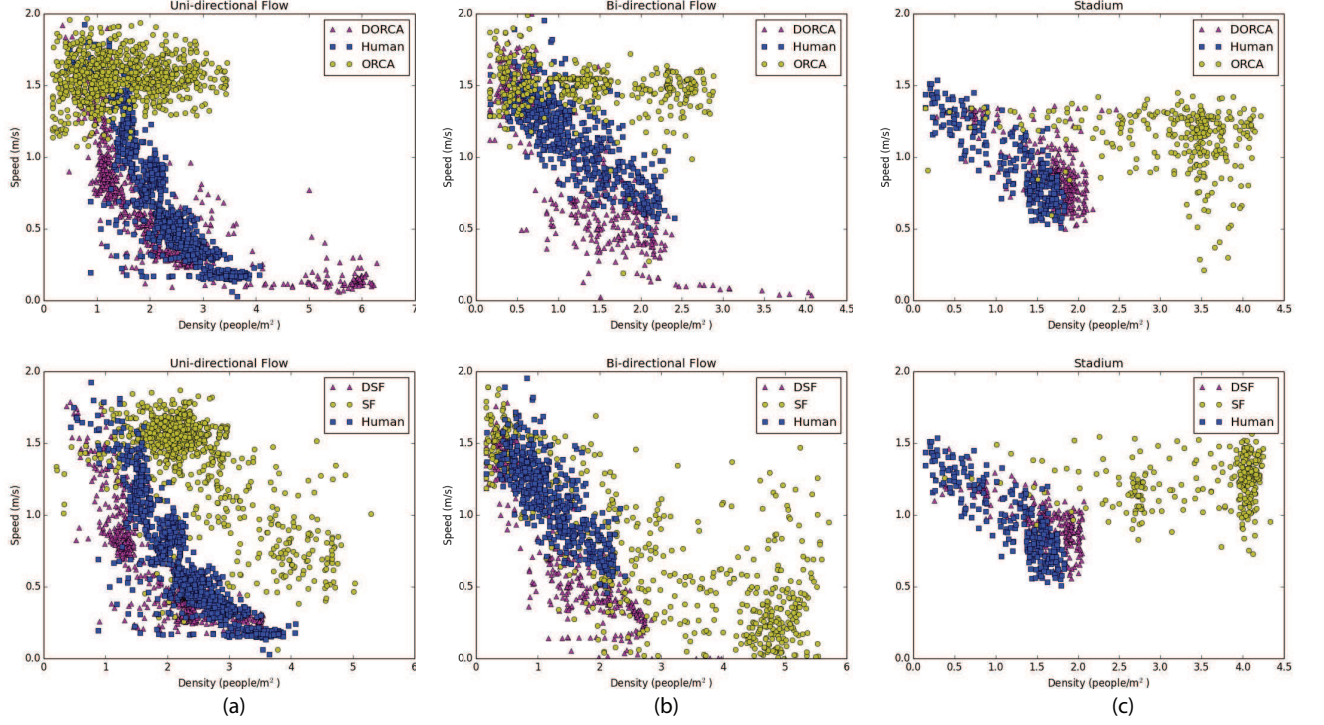 Uni-directional Flow
DORCA
Human
ORCA
Speed (m/s)
2.0
1.5
1.0
0.5
0.0
0 1 2 3 4 5 6 7
Density (people/m²)
Bi-directional Flow
DORCA
Human
ORCA
Speed (m/s)
2.0
1.5
1.0
0.5
0.0
0.0 0.5 1.0 1.5 2.0 2.5 3.0 3.5 4.0 4.5
Density (people/m²)
Stadium
DORCA
Human
ORCA
Speed (m/s)
2.0
1.5
1.0
0.5
0.0
0.0 0.5 1.0 1.5 2.0 2.5 3.0 3.5 4.0 4.5
Density (people/m²)
Uni-directional Flow
DSF
SF
Human
Speed (m/s)
2.0
1.5
1.0
0.5
0.0
0 1 2 3 4 5 6
Density (people/m²)
Bi-directional Flow
DSF
SF
Human
Speed (m/s)
2.0
1.5
1.0
0.5
0.0
0 1 2 3 4 5 6
Density (people/m²)
Stadium
DSF
SF
Human
Speed (m/s)
2.0
1.5
1.0
0.5
0.0
0.0 0.5 1.0 1.5 2.0 2.5 3.0 3.5 4.0 4.5
Density (people/m²)
(a) (b) (c)